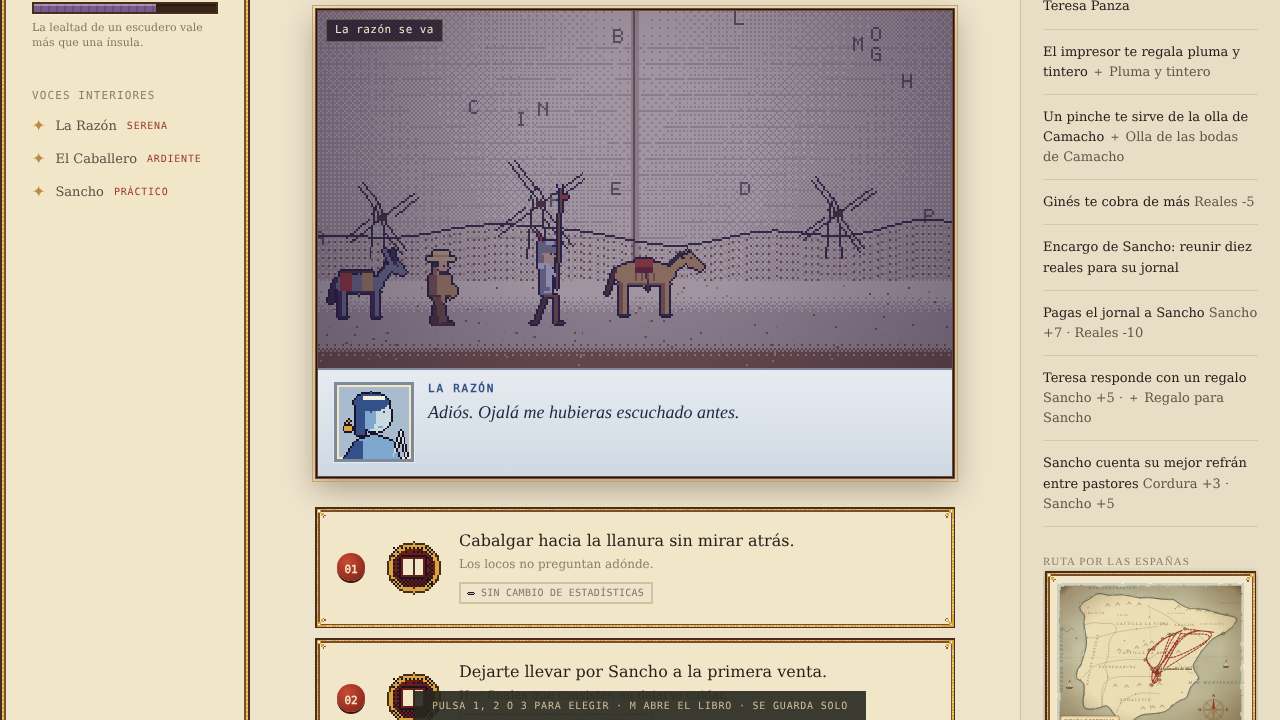 La lealtad de un escudero vale
más que una ínsula.
VOCES INTERIORES
La Razón SERENA
El Caballero ARDIENTE
Sancho PRÁCTICO
La razón se va
B
L
M
O
G
H
C
I
N
E
D
P
LA RAZÓN
Adiós. Ojalá me hubieras escuchado antes.
01
Cabalgar hacia la llanura sin mirar atrás.
Los locos no preguntan adónde.
SIN CAMBIO DE ESTADÍSTICAS
02
Dejarte llevar por Sancho a la primera venta.
PULSA 1, 2 O 3 PARA ELEGIR · M ABRE EL LIBRO · SE GUARDA SOLO
Teresa Panza
El impresor te regala pluma y
tintero + Pluma y tintero
Un pinche te sirve de la olla de
Camacho + Olla de las bodas
de Camacho
Ginés te cobra de más Reales -5
Encargo de Sancho: reunir diez
reales para su jornal
Pagas el jornal a Sancho Sancho
+7 · Reales -10
Teresa responde con un regalo
Sancho +5 · + Regalo para
Sancho
Sancho cuenta su mejor refrán
entre pastores Cordura +3 ·
Sancho +5
RUTA POR LAS ESPAÑAS